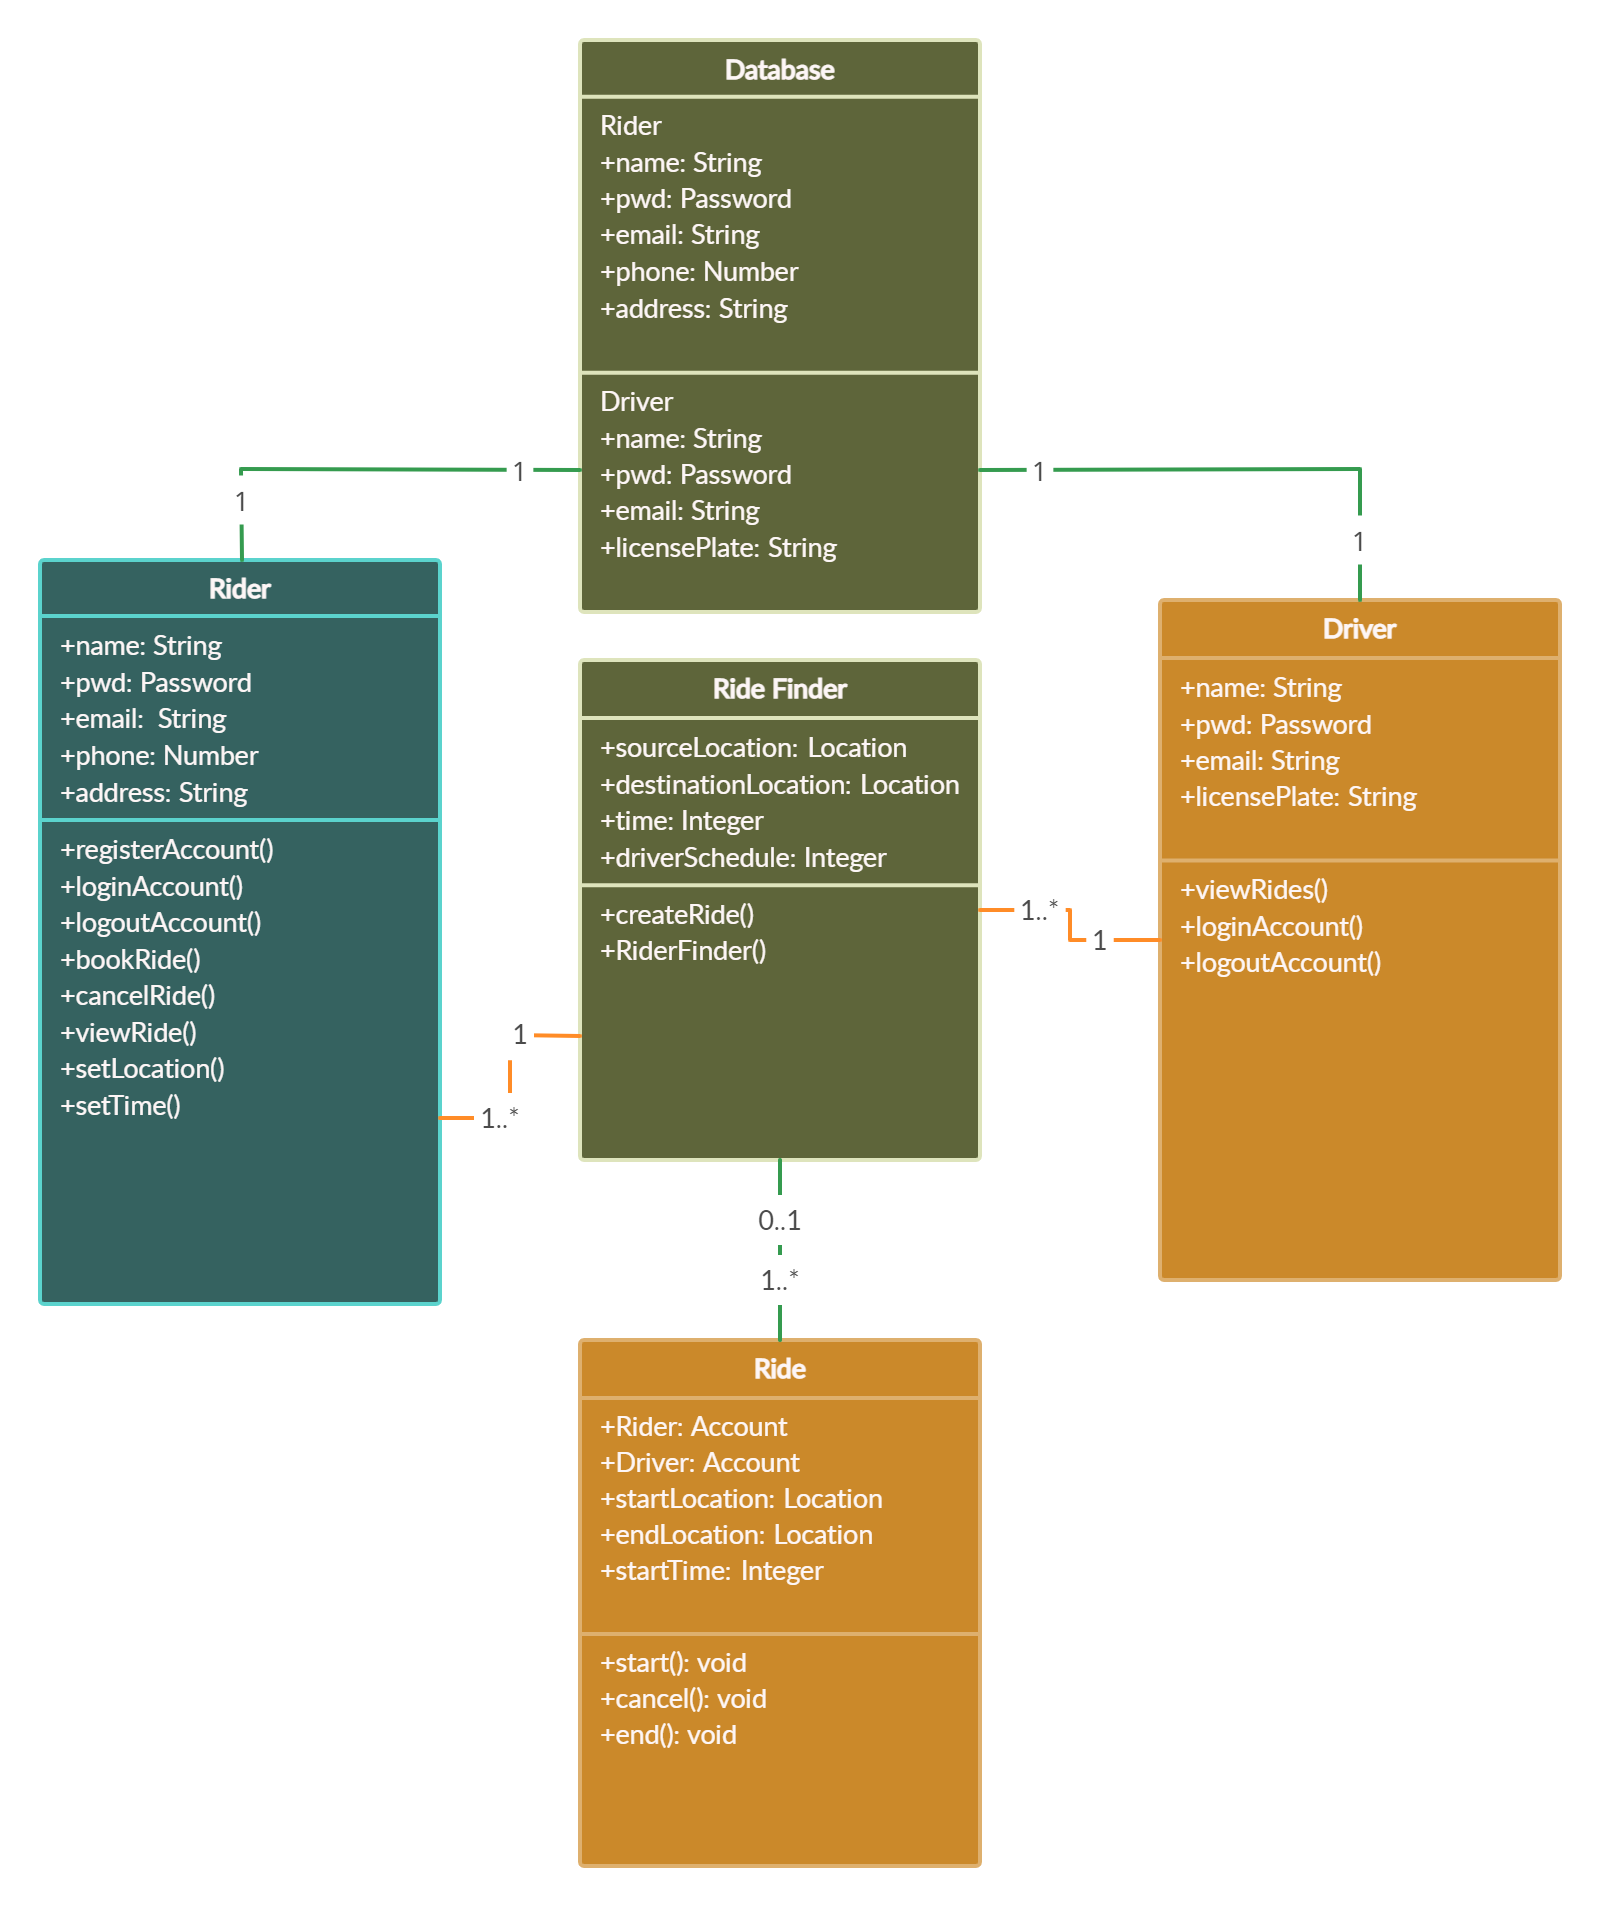 Database
Rider
+name: String
+pwd: Password
+email: String
+phone: Number
+address: String
Driver
+name: String
+pwd: Password
+email: String
+licensePlate: String
1
1
1
1
Rider
+name: String
+pwd: Password
+email:  String
+phone: Number
+address: String
+registerAccount()
+loginAccount()
+logoutAccount()
+bookRide()
+cancelRide()
+viewRide()
+setLocation()
+setTime()
Ride Finder
+sourceLocation: Location
+destinationLocation: Location
+time: Integer
+driverSchedule: Integer
+createRide()
+RiderFinder()
Driver
+name: String
+pwd: Password
+email: String
+licensePlate: String
+viewRides()
+loginAccount()
+logoutAccount()
1..*
1
1
1..*
0..1
1..*
Ride
+Rider: Account
+Driver: Account
+startLocation: Location
+endLocation: Location
+startTime: Integer
+start(): void
+cancel(): void
+end(): void